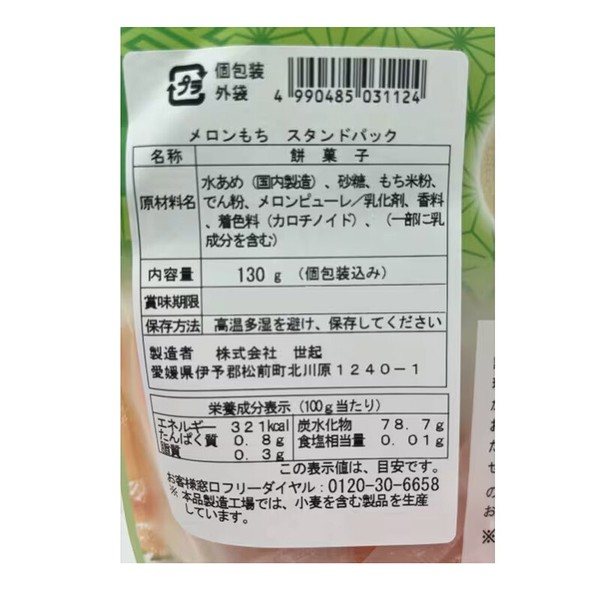 プラ 個包装
外袋
4 990485 031124
メロンもち　スタンドパック
名称 餅　菓　子
原材料名 水あめ（国内製造）、砂糖、もち米粉、
でん粉、メロンピューレ／乳化剤、香料
、着色料（カロチノイド）、（一部に乳
成分を含む）
内容量 130ｇ（個包装込み）
賞味期限
保存方法 高温多湿を避け、保存してください
製造者　株式会社　世起
愛媛県伊予郡松前町北川原１２４０－１
栄養成分表示（100ｇ当たり）
エネルギー 321kcal 炭水化物 78.7g
たんぱく質 0.8g 食塩相当量 0.01g
脂質 0.3g
この表示値は、目安です。
お客様窓口フリーダイヤル：0120-30-6658
※ 本品製造工場では、小麦を含む製品を生産
しています。